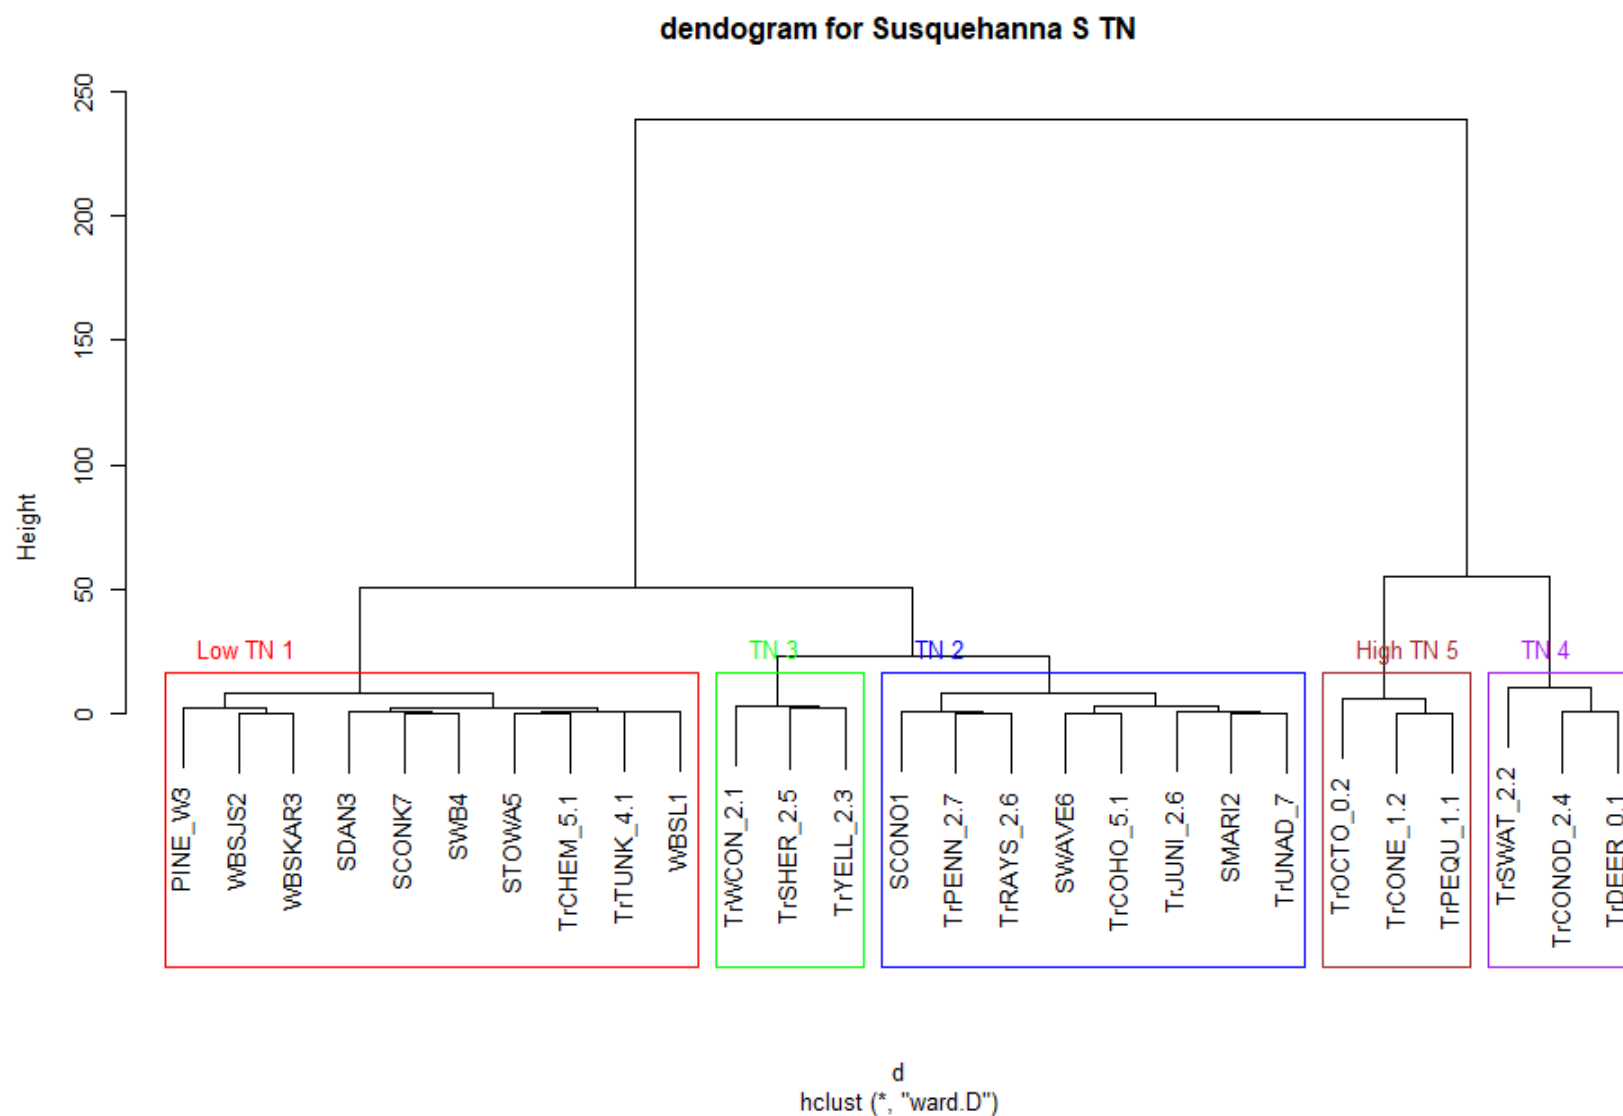 dendogram for Susquehanna S TN
250
200
150
100
50
0
Height
Low TN 1
TN 3
TN 2
High TN 5
TN 4
PINE_W3
WBSJS2
WBSKAR3
SDAN3
SCONK7
SWB4
STOWA5
TrCHEM_5.1
TrTUNK_4.1
WBSL1
TrWCON_2.1
TrSHER_2.5
TrYELL_2.3
SCONO1
TrPENN_2.7
TrRAYS_2.6
SWAVE6
TrCOHO_5.1
TrJUNI_2.6
SMARI2
TrUNAD_7
TrOCTO_0.2
TrCONE_1.2
TrPEQU_1.1
TrSWAT_2.2
TrCONOD_2.4
TrDEER_0.1
d
hclust (*, "ward.D")